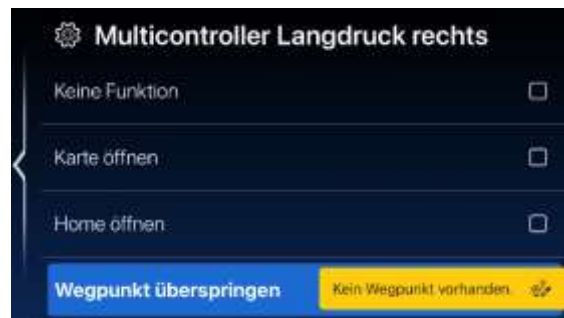 Multicontroller Langdruck rechts
Keine Funktion
Karte öffnen
Home öffnen
Wegpunkt überspringen
Kein Wegpunkt vorhanden